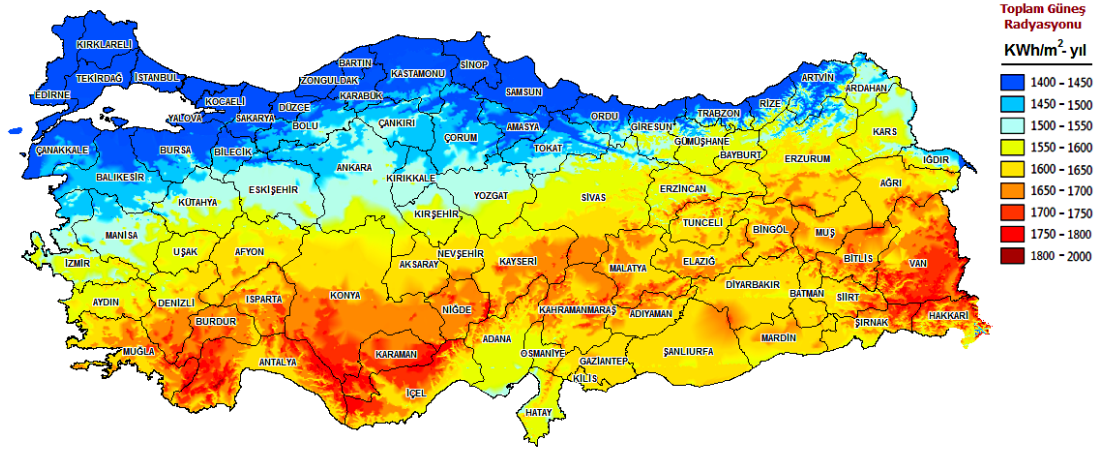 Toplam Güneş
Radyasyonu
KWh/m²- yıl
1400 - 1450
1450 - 1500
1500 - 1550
1550 - 1600
1600 - 1650
1650 - 1700
1700 - 1750
1750 - 1800
1800 - 2000
KIRKLARELİ
TEKİRDAĞ
İSTANBUL
EDİRNE
KOCAELİ
YALOVA
SAKARYA
DÜZCE
BOLU
ZONGULDAK
BARTIN
KARABÜK
KASTAMONU
SİNOP
SAMSUN
ÇANKIRI
ÇORUM
AMASYA
TOKAT
ORDU
GİRESUN
TRABZON
RİZE
ARTVİN
ARDAHAN
KARS
GÜMÜŞHANE
BAYBURT
ERZURUM
IĞDIR
AĞRI
ÇANAKKALE
BURSA
BİLECİK
BALIKESİR
KÜTAHYA
ESKİŞEHİR
ANKARA
KIRIKKALE
YOZGAT
KIRŞEHİR
SİVAS
ERZİNCAN
TUNCELİ
BİNGÖL
MUŞ
BİTLİS
VAN
MANİSA
İZMİR
UŞAK
AFYON
AKSARAY
NEVŞEHİR
KAYSERİ
MALATYA
ELAZIĞ
DİYARBAKIR
BATMAN
SİİRT
ŞIRNAK
HAKKARİ
AYDIN
DENİZLİ
ISPARTA
BURDUR
KONYA
NİĞDE
KAHRAMANMARAŞ
ADIYAMAN
MARDİN
ŞANLIURFA
MUĞLA
ANTALYA
KARAMAN
İÇEL
ADANA
OSMANİYE
GAZİANTEP
KİLİS
HATAY